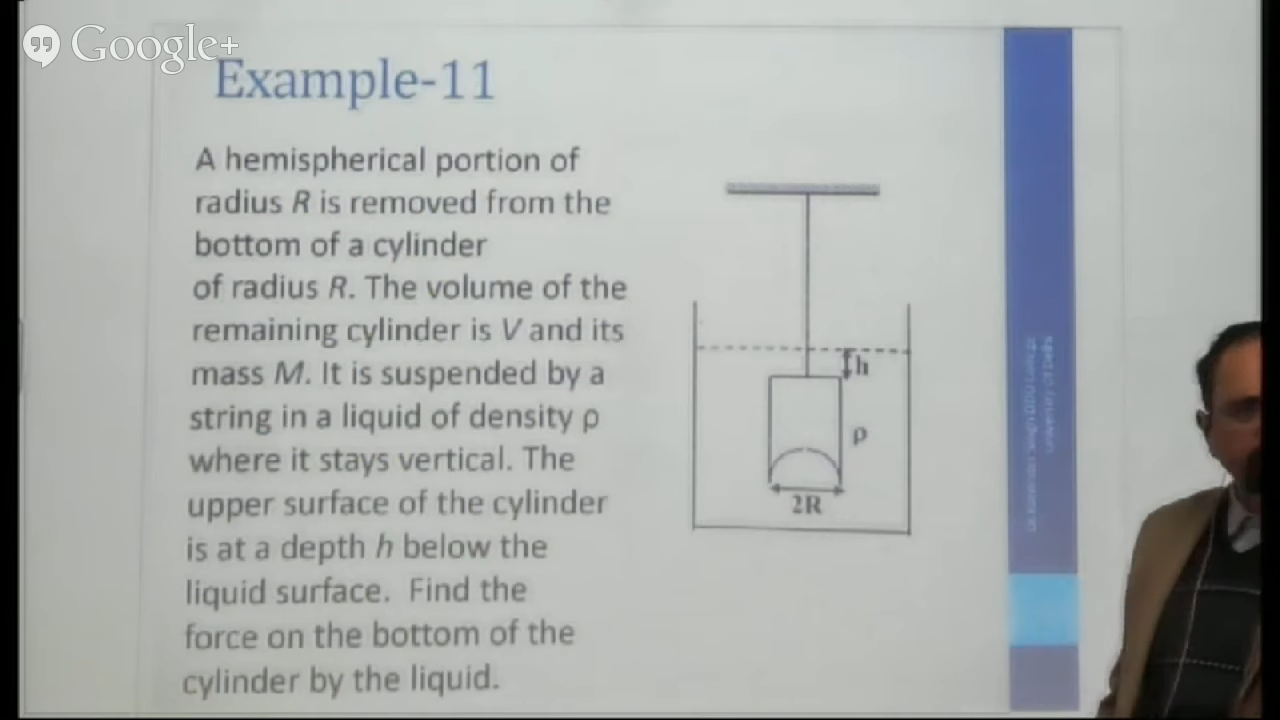 Google+
Example-11
A hemispherical portion of
radius R is removed from the
bottom of a cylinder
of radius R. The volume of the
remaining cylinder is V and its
mass M. It is suspended by a
string in a liquid of density ρ
where it stays vertical. The
upper surface of the cylinder
is at a depth h below the
liquid surface. Find the
force on the bottom of the
cylinder by the liquid.
h
ρ
2R